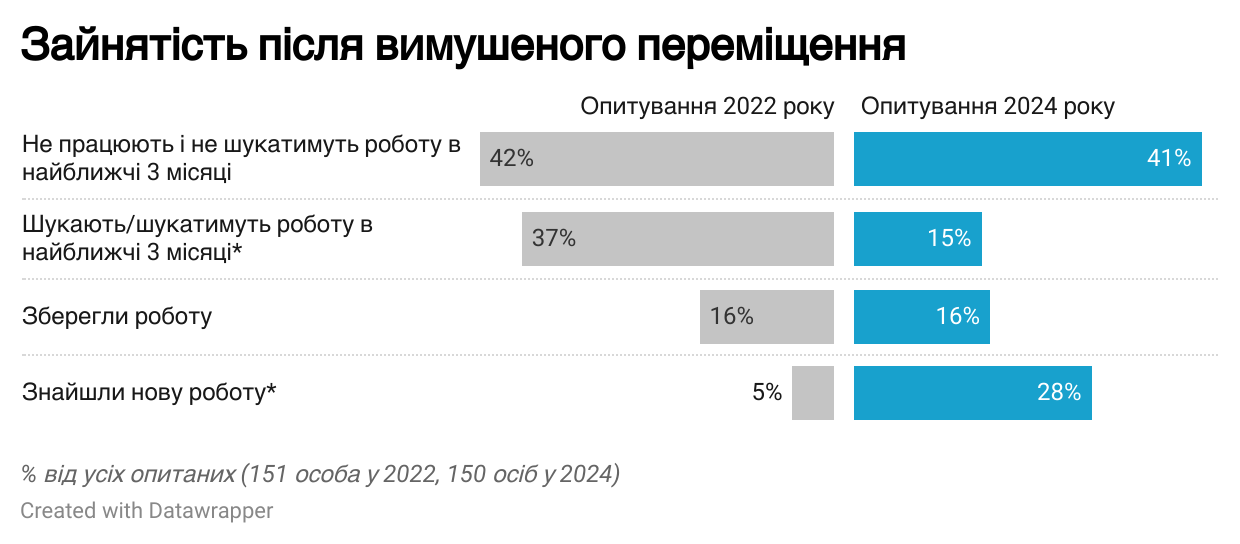 Зайнятість після вимушеного переміщення
Опитування 2022 року
Опитування 2024 року
Не працюють і не шукатимуть роботу в
найближчі 3 місяці
42%
41%
Шукають/шукатимуть роботу в
найближчі 3 місяці*
37%
15%
Зберегли роботу
16%
16%
Знайшли нову роботу*
5%
28%
% від усіх опитаних (151 особа у 2022, 150 осіб у 2024)
Created with Datawrapper